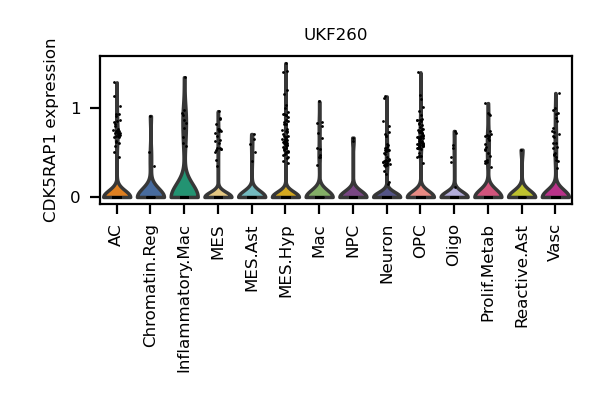 UKF260
CDK5RAP1 expression
1
0
AC
Chromatin.Reg
Inflammatory.Mac
MES
MES.Ast
MES.Hyp
Mac
NPC
Neuron
OPC
Oligo
Prolif.Metab
Reactive.Ast
Vasc